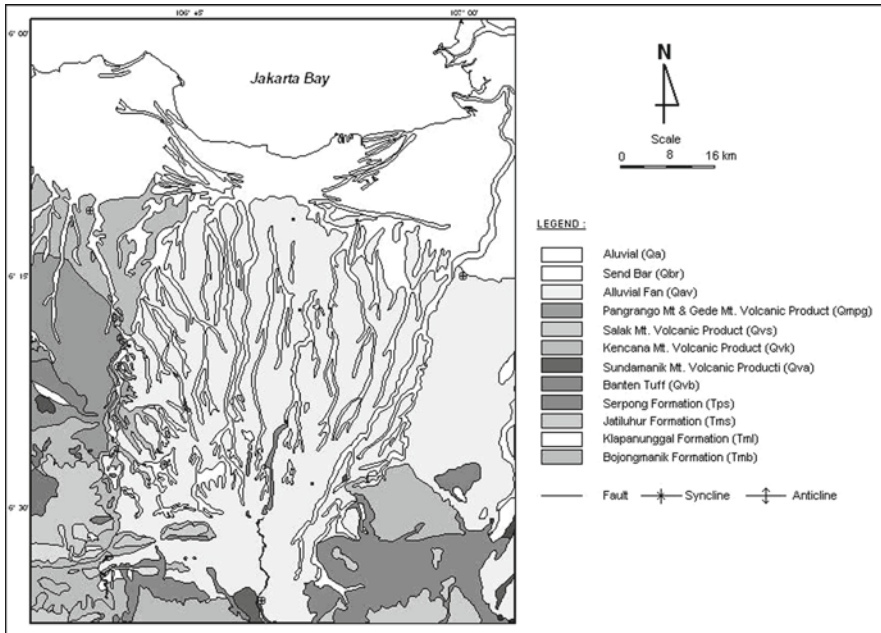 106° 45'
107° 00'
6° 00'
Jakarta Bay
6° 15'
6° 30'
N
Scale
0 8 16 km
LEGEND :
Aluvial (Qa)
Send Bar (Qbr)
Alluvial Fan (Qav)
Pangrango Mt & Gede Mt. Volcanic Product (Qmpg)
Salak Mt. Volcanic Product (Qvs)
Kencana Mt. Volcanic Product (Qvk)
Sundamanik Mt. Volcanic Producti (Qva)
Banten Tuff (Qvb)
Serpong Formation (Tps)
Jatiluhur Formation (Tms)
Klapanunggal Formation (Tml)
Bojongmanik Formation (Tmb)
Fault Syncline Anticline